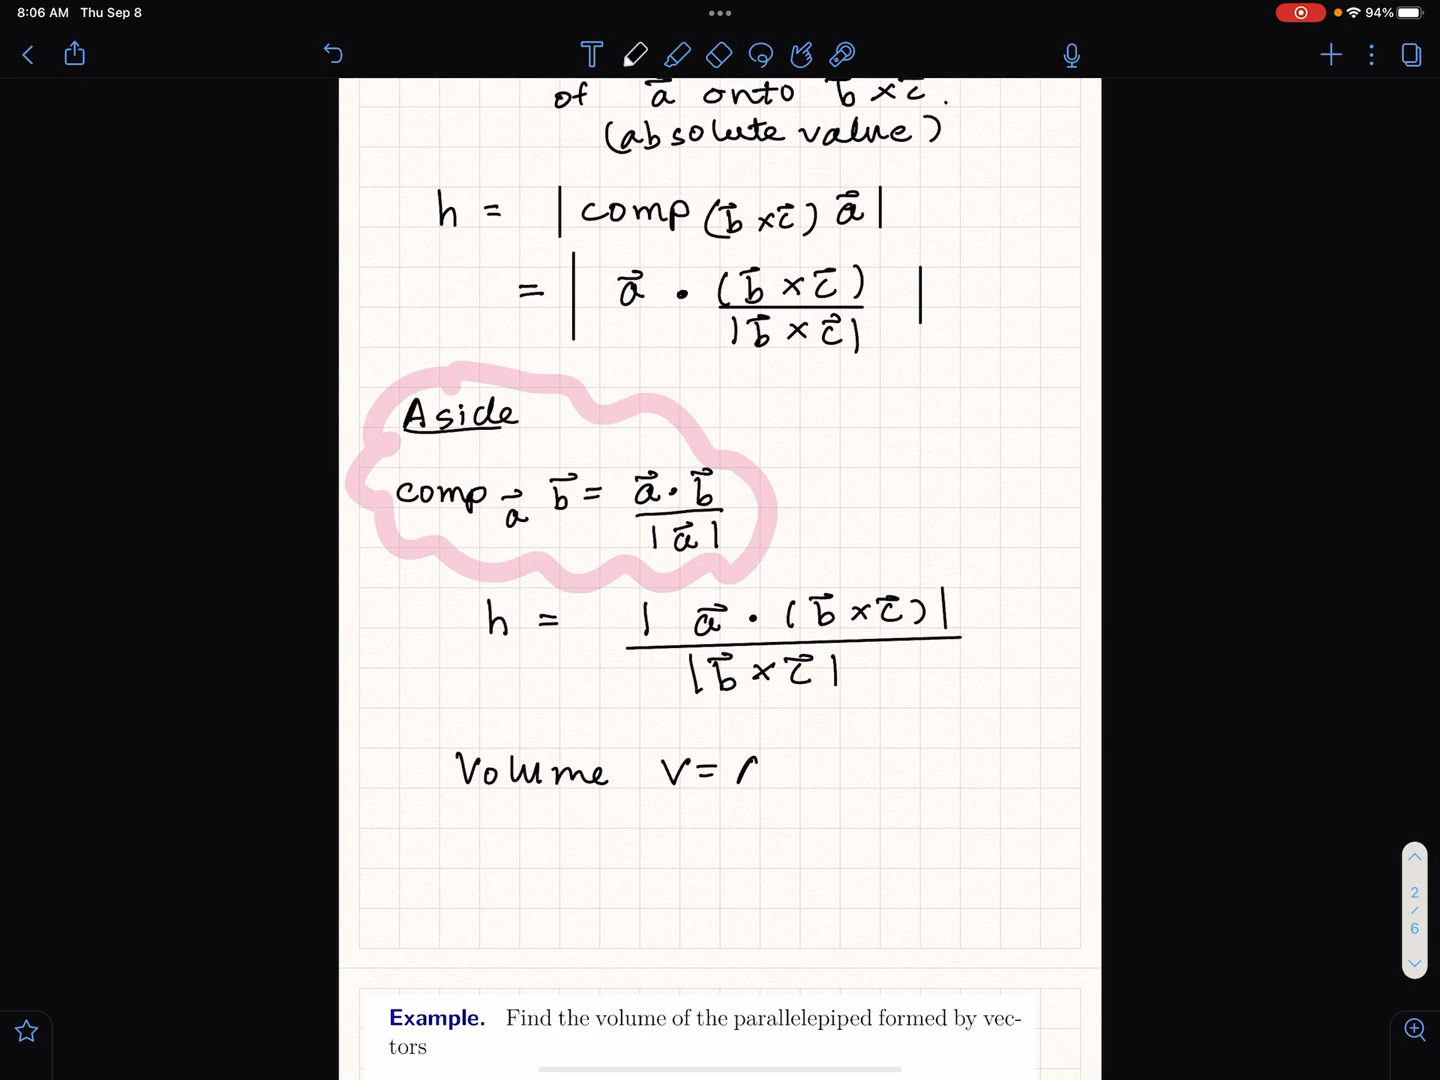 8:06 AM Thu Sep 8
94%
of a⃗ onto b⃗ × c⃗.
(absolute value)
h = | comp (b⃗ × c⃗) a⃗ |
= | a⃗ · (b⃗ × c⃗) / |b⃗ × c⃗| |
Aside
comp a⃗ b⃗ = a⃗ · b⃗ / |a⃗|
h = | a⃗ · (b⃗ × c⃗) | / |b⃗ × c⃗|
Volume V = (
2 / 6
Example. Find the volume of the parallelepiped formed by vec-
tors